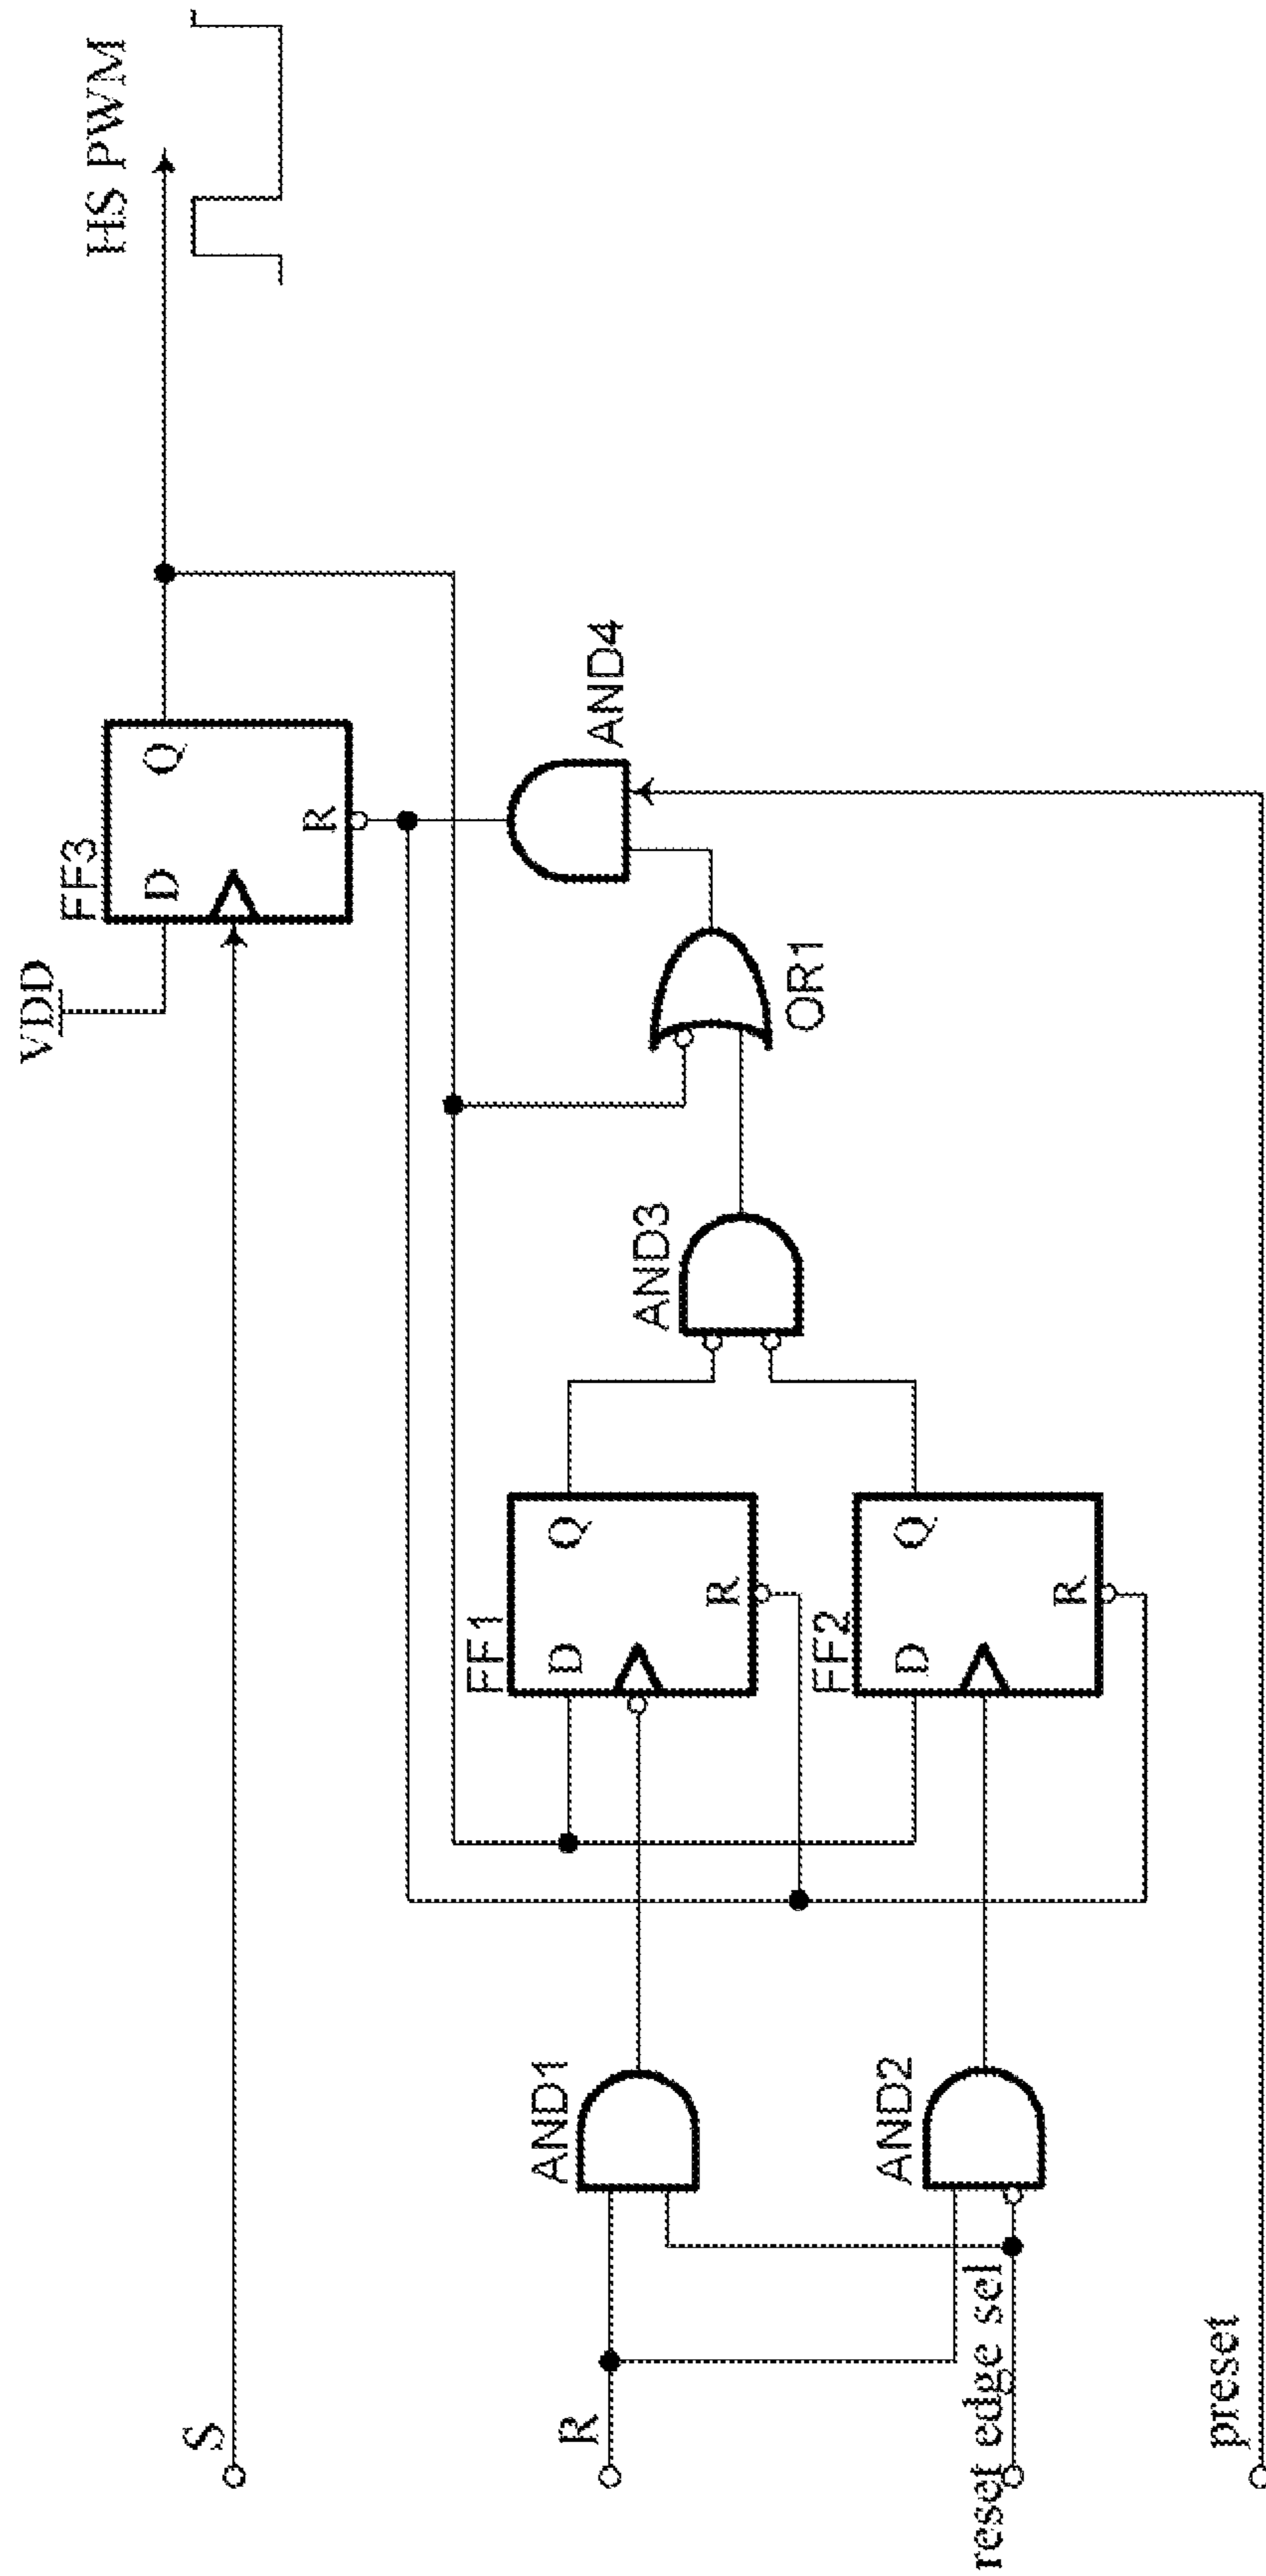 VDD
HS PWM
FF3
D
Q
R
S
AND4
OR1
AND3
FF1
D
Q
R
FF2
D
Q
R
AND1
AND2
R
reset edge sel
preset